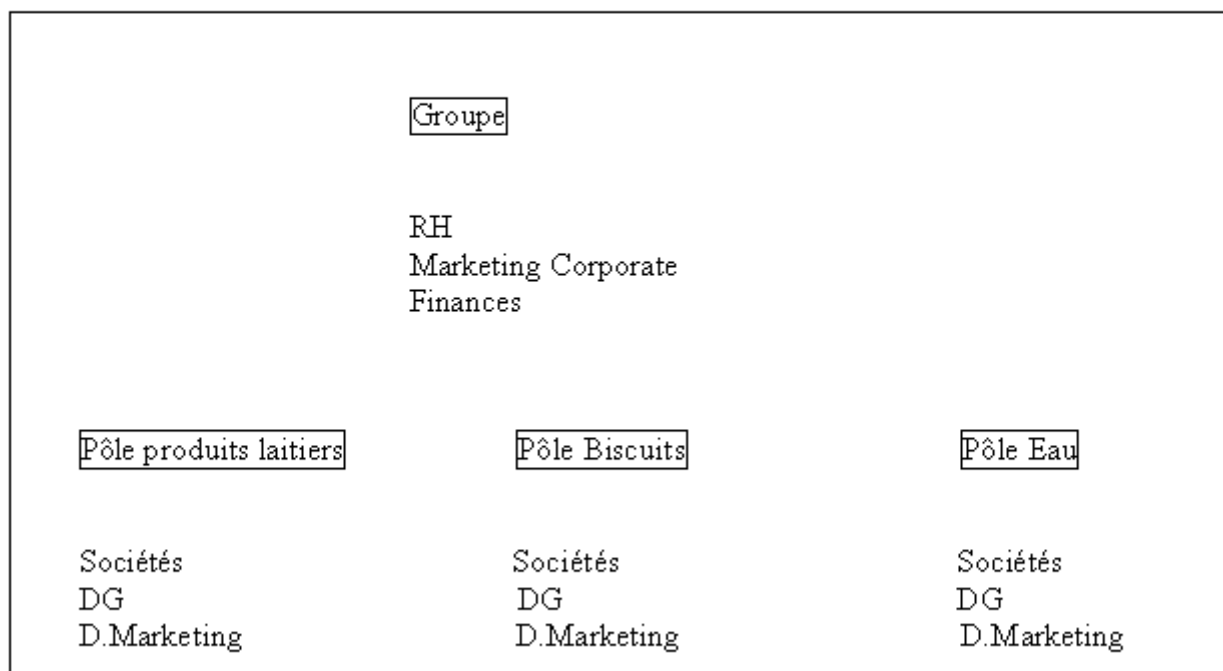 Groupe
RH
Marketing Corporate
Finances
Pôle produits laitiers Pôle Biscuits Pôle Eau
Sociétés Sociétés Sociétés
DG DG DG
D.Marketing D.Marketing D.Marketing